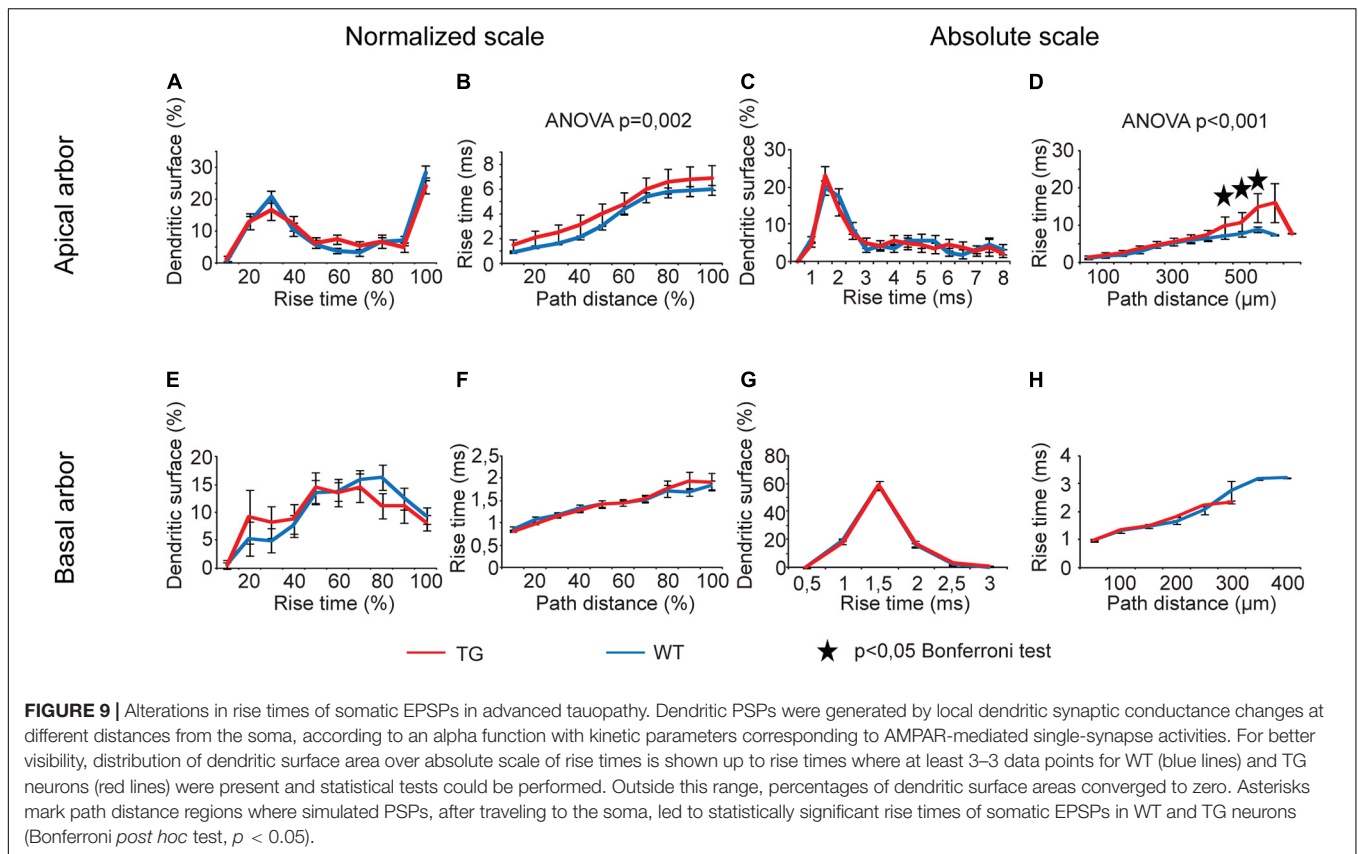 Normalized scale
Absolute scale
Apical arbor
A
Dendritic surface (%)
30
20
10
0
20 40 60 80 100
Rise time (%)
B
ANOVA p=0,002
Rise time (ms)
8
6
4
2
0
20 40 60 80 100
Path distance (%)
C
Dendritic surface (%)
30
20
10
0
1 2 3 4 5 6 7 8
Rise time (ms)
D
ANOVA p<0,001
Rise time (ms)
30
20
10
0
100 300 500
Path distance (µm)
Basal arbor
E
Dendritic surface (%)
20
15
10
5
0
20 40 60 80 100
Rise time (%)
F
Rise time (ms)
2,5
2
1,5
1
0,5
0
20 40 60 80 100
Path distance (%)
G
Dendritic surface (%)
80
60
40
20
0
0,5 1 1,5 2 2,5 3
Rise time (ms)
H
Rise time (ms)
4
3
2
1
0
100 200 300 400
Path distance (µm)
TG
WT
★ p<0,05 Bonferroni test
FIGURE 9 | Alterations in rise times of somatic EPSPs in advanced tauopathy. Dendritic PSPs were generated by local dendritic synaptic conductance changes at
different distances from the soma, according to an alpha function with kinetic parameters corresponding to AMPAR-mediated single-synapse activities. For better
visibility, distribution of dendritic surface area over absolute scale of rise times is shown up to rise times where at least 3–3 data points for WT (blue lines) and TG
neurons (red lines) were present and statistical tests could be performed. Outside this range, percentages of dendritic surface areas converged to zero. Asterisks
mark path distance regions where simulated PSPs, after traveling to the soma, led to statistically significant rise times of somatic EPSPs in WT and TG neurons
(Bonferroni post hoc test, p < 0.05).